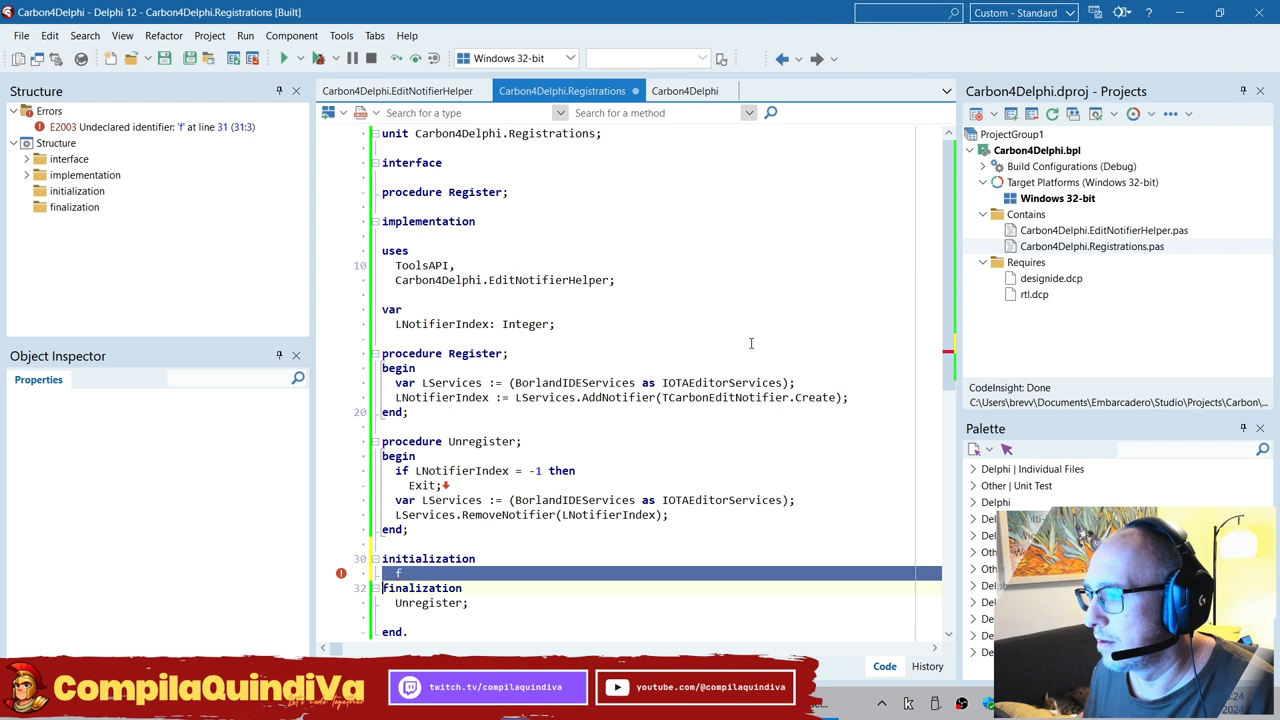 Carbon4Delphi - Delphi 12 - Carbon4Delphi.Registrations [Built]
Custom - Standard
File Edit Search View Refactor Project Run Component Tools Tabs Help
Windows 32-bit
Structure
Errors
E2003 Undeclared identifier: 'f' at line 31 (31:3)
Structure
interface
implementation
initialization
finalization
Object Inspector
Properties
Carbon4Delphi.EditNotifierHelper Carbon4Delphi.Registrations Carbon4Delphi
Search for a type Search for a method
unit Carbon4Delphi.Registrations;
interface
procedure Register;
implementation
uses
10 ToolsAPI,
Carbon4Delphi.EditNotifierHelper;
var
LNotifierIndex: Integer;
procedure Register;
begin
var LServices := (BorlandIDEServices as IOTAEditorServices);
LNotifierIndex := LServices.AddNotifier(TCarbonEditNotifier.Create);
20 end;
procedure Unregister;
begin
if LNotifierIndex = -1 then
Exit;
var LServices := (BorlandIDEServices as IOTAEditorServices);
LServices.RemoveNotifier(LNotifierIndex);
end;
30 initialization
f
32 finalization
Unregister;
end.
Code History
Carbon4Delphi.dproj - Projects
ProjectGroup1
Carbon4Delphi.bpl
Build Configurations (Debug)
Target Platforms (Windows 32-bit)
Windows 32-bit
Contains
Carbon4Delphi.EditNotifierHelper.pas
Carbon4Delphi.Registrations.pas
Requires
designide.dcp
rtl.dcp
CodeInsight: Done
C:\Users\brevv\Documents\Embarcadero\Studio\Projects\Carbon\...
Palette
Delphi | Individual Files
Other | Unit Test
Delphi
CompilaQuindiVa
Let's Code Together
twitch.tv/compilaquindiva
youtube.com/@compilaquindiva